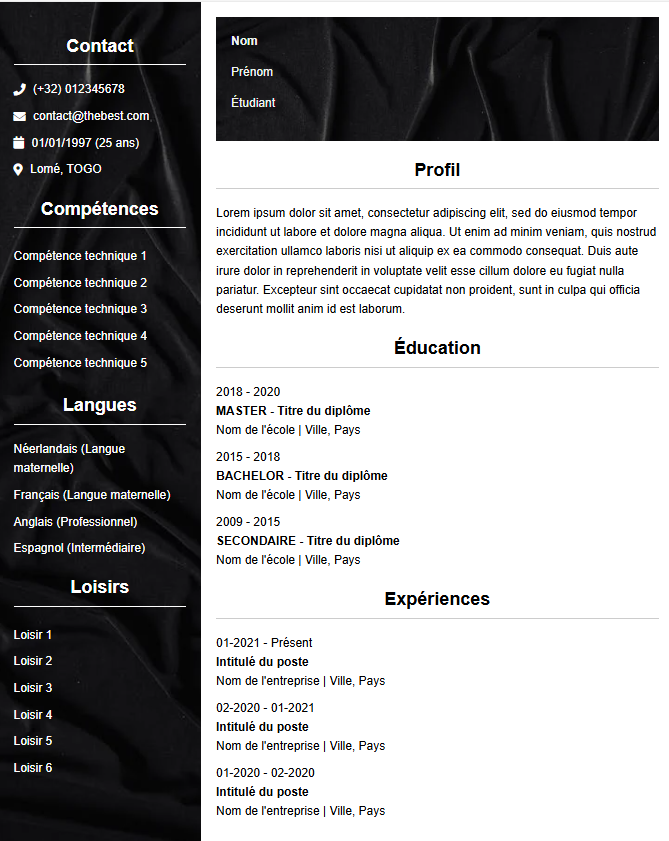 Contact
(+32) 012345678
contact@thebest.com
01/01/1997 (25 ans)
Lomé, TOGO
Compétences
Compétence technique 1
Compétence technique 2
Compétence technique 3
Compétence technique 4
Compétence technique 5
Langues
Néerlandais (Langue
maternelle)
Français (Langue maternelle)
Anglais (Professionnel)
Espagnol (Intermédiaire)
Loisirs
Loisir 1
Loisir 2
Loisir 3
Loisir 4
Loisir 5
Loisir 6
Nom
Prénom
Étudiant
Profil
Lorem ipsum dolor sit amet, consectetur adipiscing elit, sed do eiusmod tempor
incididunt ut labore et dolore magna aliqua. Ut enim ad minim veniam, quis nostrud
exercitation ullamco laboris nisi ut aliquip ex ea commodo consequat. Duis aute
irure dolor in reprehenderit in voluptate velit esse cillum dolore eu fugiat nulla
pariatur. Excepteur sint occaecat cupidatat non proident, sunt in culpa qui officia
deserunt mollit anim id est laborum.
Éducation
2018 - 2020
MASTER - Titre du diplôme
Nom de l'école | Ville, Pays
2015 - 2018
BACHELOR - Titre du diplôme
Nom de l'école | Ville, Pays
2009 - 2015
SECONDAIRE - Titre du diplôme
Nom de l'école | Ville, Pays
Expériences
01-2021 - Présent
Intitulé du poste
Nom de l'entreprise | Ville, Pays
02-2020 - 01-2021
Intitulé du poste
Nom de l'entreprise | Ville, Pays
01-2020 - 02-2020
Intitulé du poste
Nom de l'entreprise | Ville, Pays